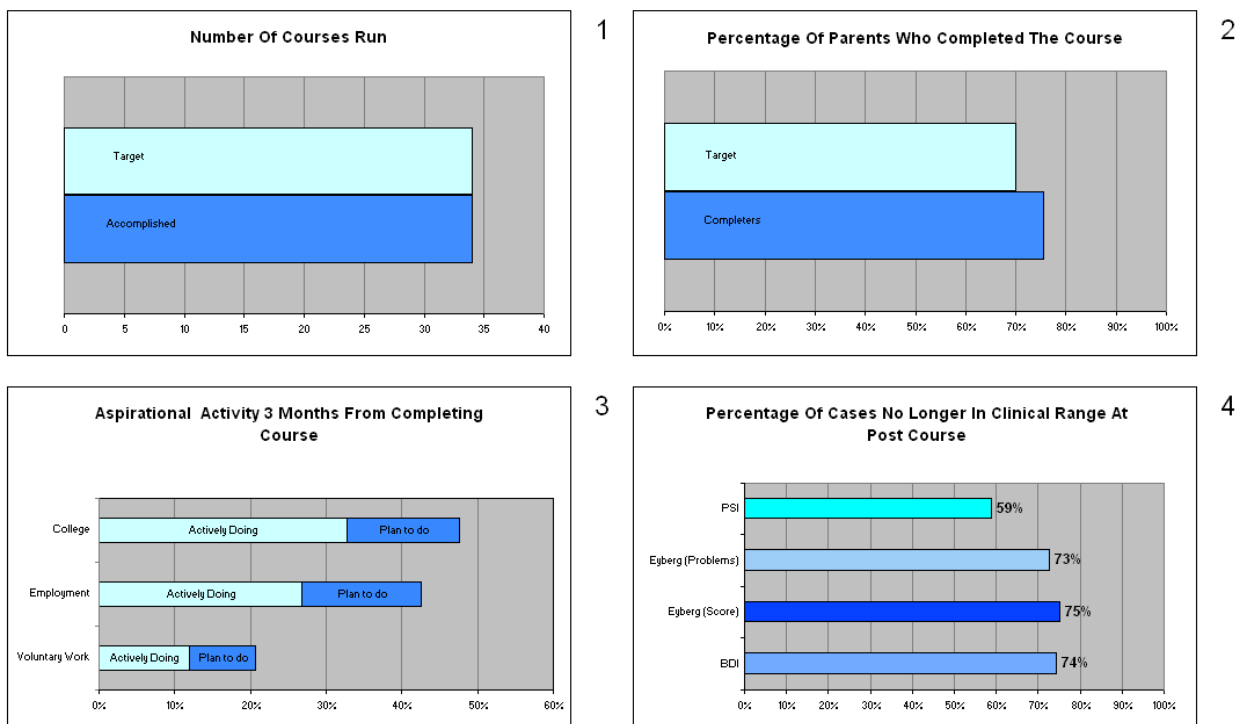 Number Of Courses Run
1
Target
Accomplished
0 5 10 15 20 25 30 35 40
Percentage Of Parents Who Completed The Course
2
Target
Completers
0% 10% 20% 30% 40% 50% 60% 70% 80% 90% 100%
Aspirational Activity 3 Months From Completing
Course
3
College Actively Doing Plan to do
Employment Actively Doing Plan to do
Voluntary Work Actively Doing Plan to do
0% 10% 20% 30% 40% 50% 60%
Percentage Of Cases No Longer In Clinical Range At
Post Course
4
PSI 59%
Eyberg (Problems) 73%
Eyberg (Score) 75%
BDI 74%
0% 10% 20% 30% 40% 50% 60% 70% 80% 90% 100%